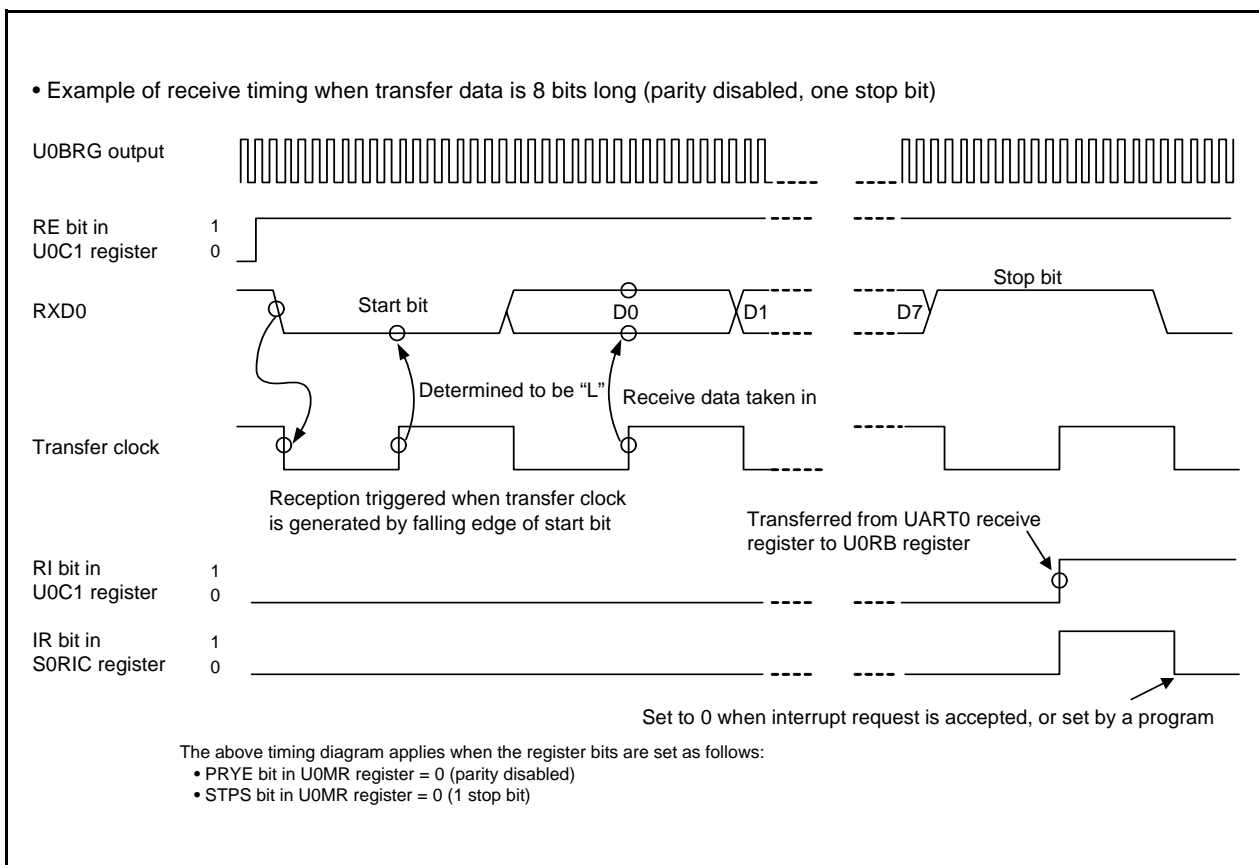 • Example of receive timing when transfer data is 8 bits long (parity disabled, one stop bit)
U0BRG output
RE bit in
U0C1 register
1
0
RXD0
Start bit
D0
D1
D7
Stop bit
Determined to be “L”
Receive data taken in
Transfer clock
Reception triggered when transfer clock
is generated by falling edge of start bit
Transferred from UART0 receive
register to U0RB register
RI bit in
U0C1 register
1
0
IR bit in
S0RIC register
1
0
Set to 0 when interrupt request is accepted, or set by a program
The above timing diagram applies when the register bits are set as follows:
• PRYE bit in U0MR register = 0 (parity disabled)
• STPS bit in U0MR register = 0 (1 stop bit)